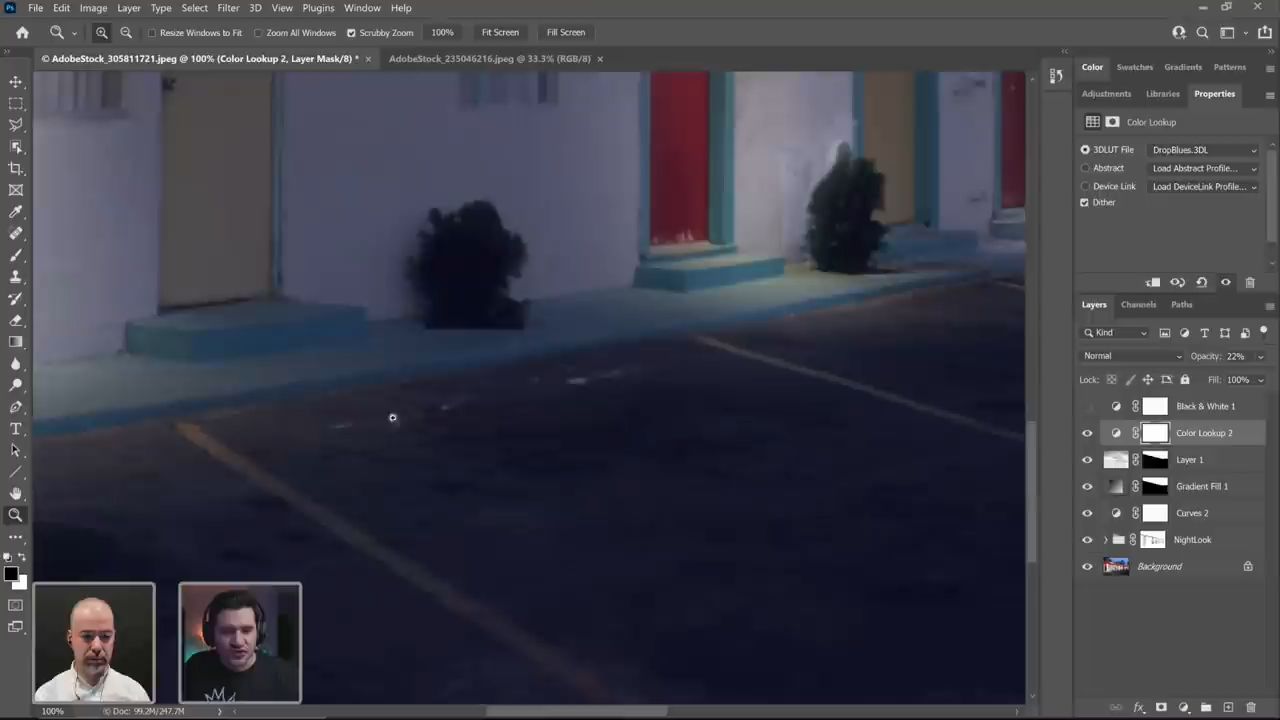 File Edit Image Layer Type Select Filter 3D View Plugins Window Help
Resize Windows to Fit Zoom All Windows Scrubby Zoom 100% Fit Screen Fill Screen
© AdobeStock_305811721.jpeg @ 100% (Color Lookup 2, Layer Mask/8) * × AdobeStock_235046216.jpeg @ 33.3% (RGB/8) ×
Color Swatches Gradients Patterns
Adjustments Libraries Properties
Color Lookup
3DLUT File DropBlues.3DL
Abstract Load Abstract Profile...
Device Link Load DeviceLink Profile...
Dither
Layers Channels Paths
Kind
Normal Opacity: 22%
Lock: Fill: 100%
Black & White 1
Color Lookup 2
Layer 1
Gradient Fill 1
Curves 2
NightLook
Background
100% © Doc: 99.2M/247.7M